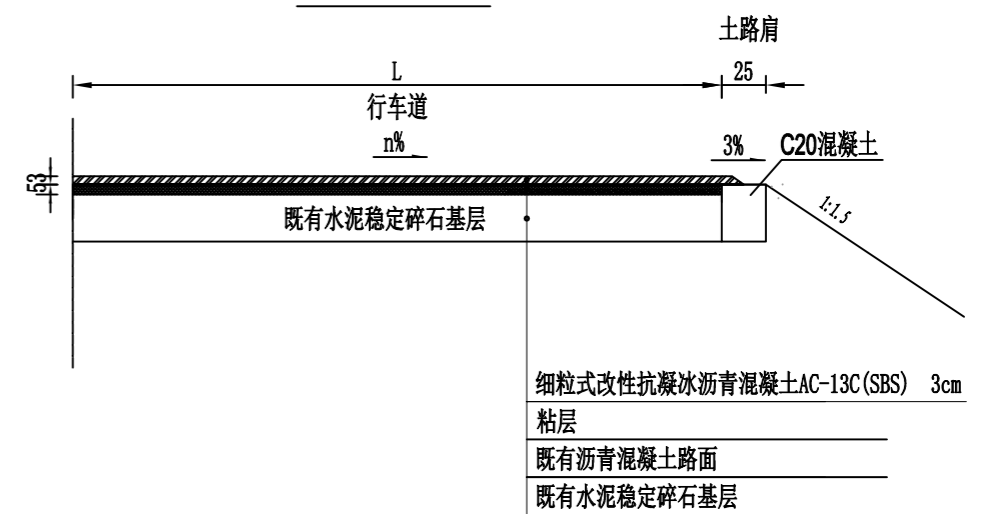 土路肩
L
25
行车道
n%
3%
C20混凝土
53
既有水泥稳定碎石基层
1:1.5
细粒式改性抗凝冰沥青混凝土AC-13C(SBS) 3cm
粘层
既有沥青混凝土路面
既有水泥稳定碎石基层